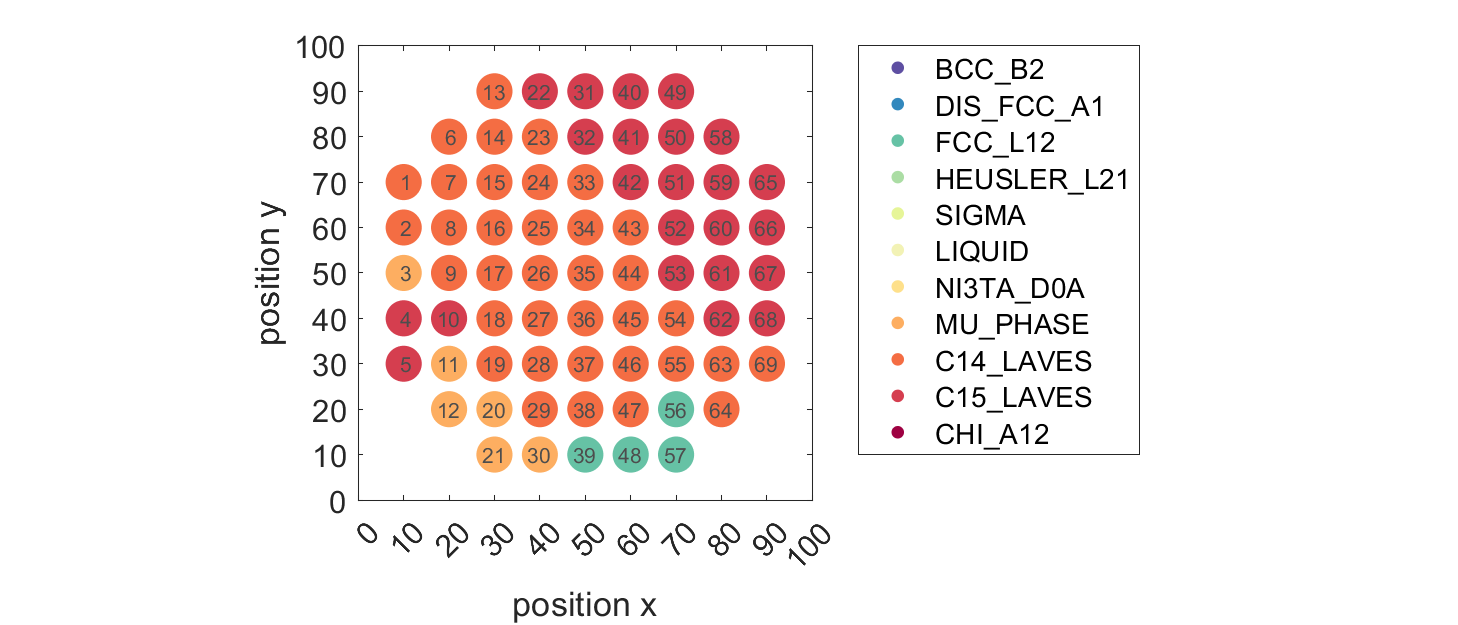 100
90 13 22 31 40 49
80 6 14 23 32 41 50 58
70 1 7 15 24 33 42 51 59 65
60 2 8 16 25 34 43 52 60 66
50 3 9 17 26 35 44 53 61 67
40 4 10 18 27 36 45 54 62 68
30 5 11 19 28 37 46 55 63 69
20 12 20 29 38 47 56 64
10 21 30 39 48 57
0
position y
0 10 20 30 40 50 60 70 80 90 100
position x
BCC_B2
DIS_FCC_A1
FCC_L12
HEUSLER_L21
SIGMA
LIQUID
NI3TA_D0A
MU_PHASE
C14_LAVES
C15_LAVES
CHI_A12